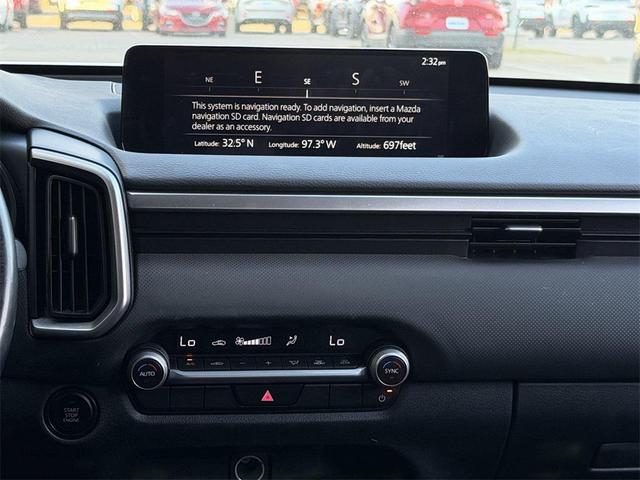 2:32 pm
NE E SE S SW
This system is navigation ready. To add navigation, insert a Mazda
navigation SD card. Navigation SD cards are available from your
dealer as an accessory.
Latitude: 32.5° N Longitude: 97.3° W Altitude: 697feet
Lo Lo
AUTO SYNC
START
STOP
ENGINE